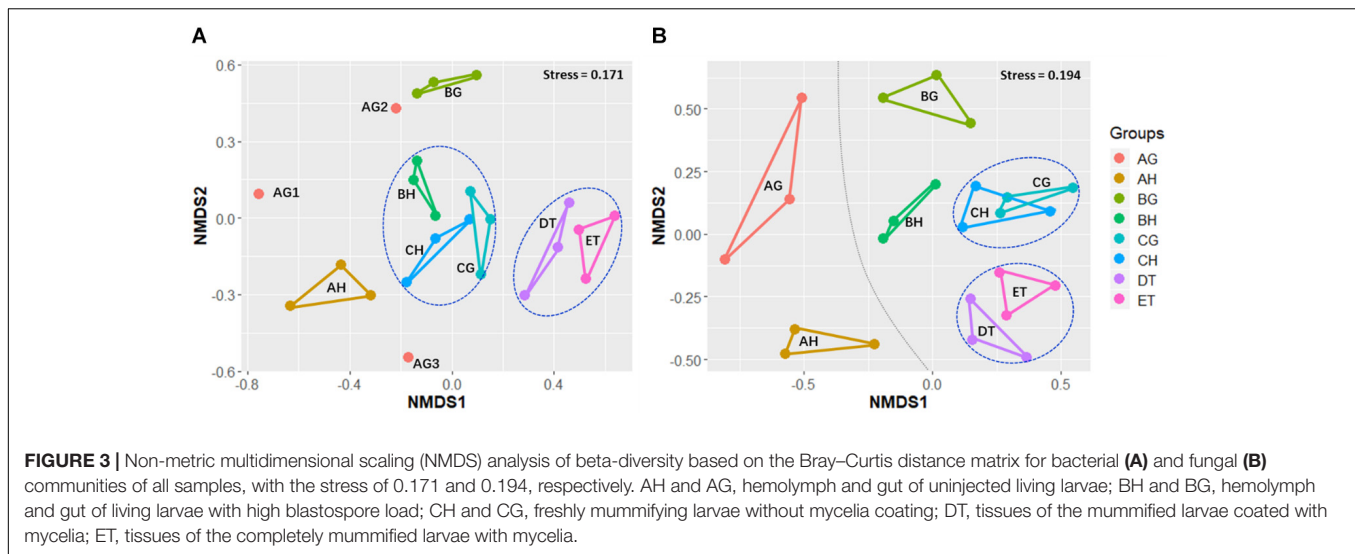 A
Stress = 0.171
NMDS2
0.6
0.3
0.0
-0.3
-0.6
BG
AG2
AG1
BH
DT
ET
CH
CG
AH
AG3
-0.8
-0.4
0.0
0.4
NMDS1
B
Stress = 0.194
NMDS2
0.50
0.25
0.00
-0.25
-0.50
BG
AG
CG
CH
BH
ET
DT
AH
-0.5
0.0
0.5
NMDS1
Groups
AG
AH
BG
BH
CG
CH
DT
ET
FIGURE 3 | Non-metric multidimensional scaling (NMDS) analysis of beta-diversity based on the Bray–Curtis distance matrix for bacterial (A) and fungal (B)
communities of all samples, with the stress of 0.171 and 0.194, respectively. AH and AG, hemolymph and gut of uninjected living larvae; BH and BG, hemolymph
and gut of living larvae with high blastospore load; CH and CG, freshly mummifying larvae without mycelia coating; DT, tissues of the mummified larvae coated with
mycelia; ET, tissues of the completely mummified larvae with mycelia.